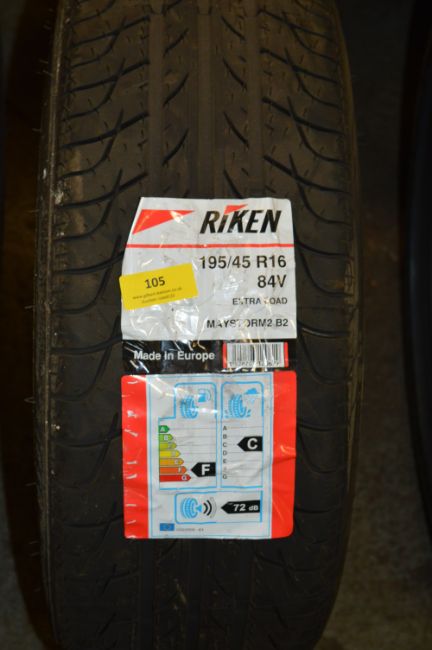 RIKEN
195/45 R16
84V
EXTRA LOAD
MAYSTORM2 B2
105
Made in Europe
A
B
C
D
E
F
G
F
A
B
C
D
E
F
G
C
72 dB